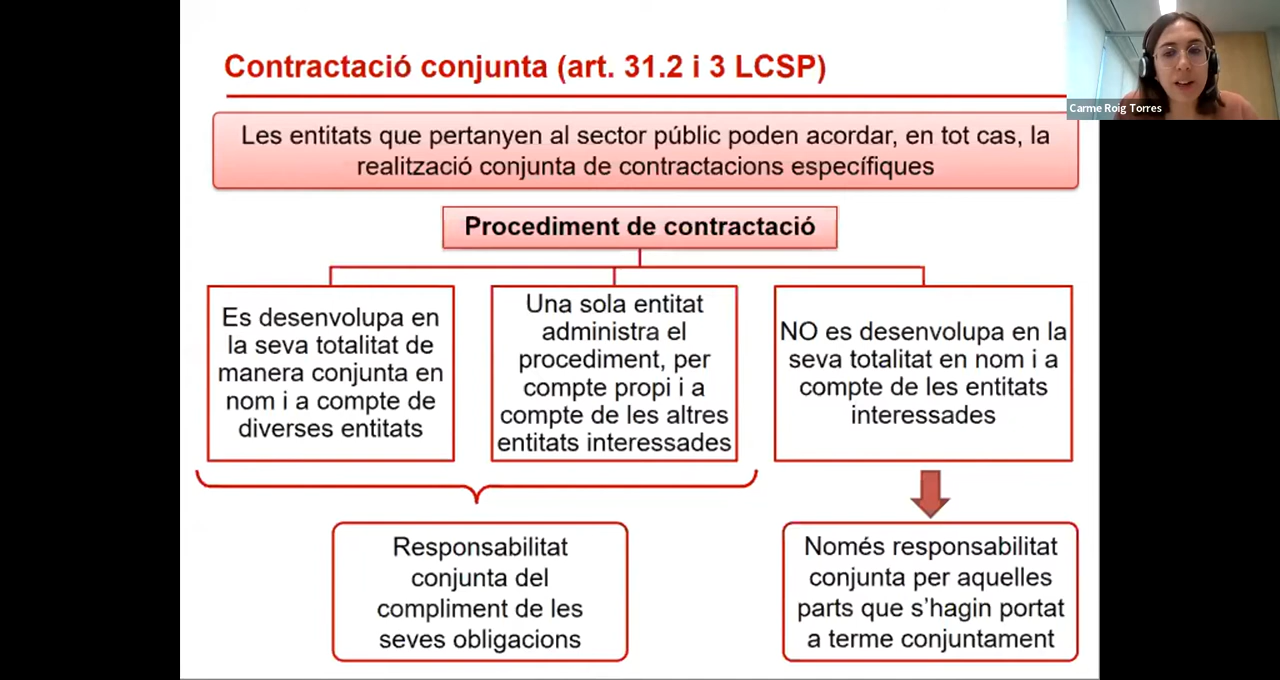 Contractació conjunta (art. 31.2 i 3 LCSP)
Carme Roig Torres
Les entitats que pertanyen al sector públic poden acordar, en tot cas, la
realització conjunta de contractacions específiques
Procediment de contractació
Es desenvolupa en
la seva totalitat de
manera conjunta en
nom i a compte de
diverses entitats
Una sola entitat
administra el
procediment, per
compte propi i a
compte de les altres
entitats interessades
NO es desenvolupa en la
seva totalitat en nom i a
compte de les entitats
interessades
Responsabilitat
conjunta del
compliment de les
seves obligacions
Només responsabilitat
conjunta per aquelles
parts que s’hagin portat
a terme conjuntament